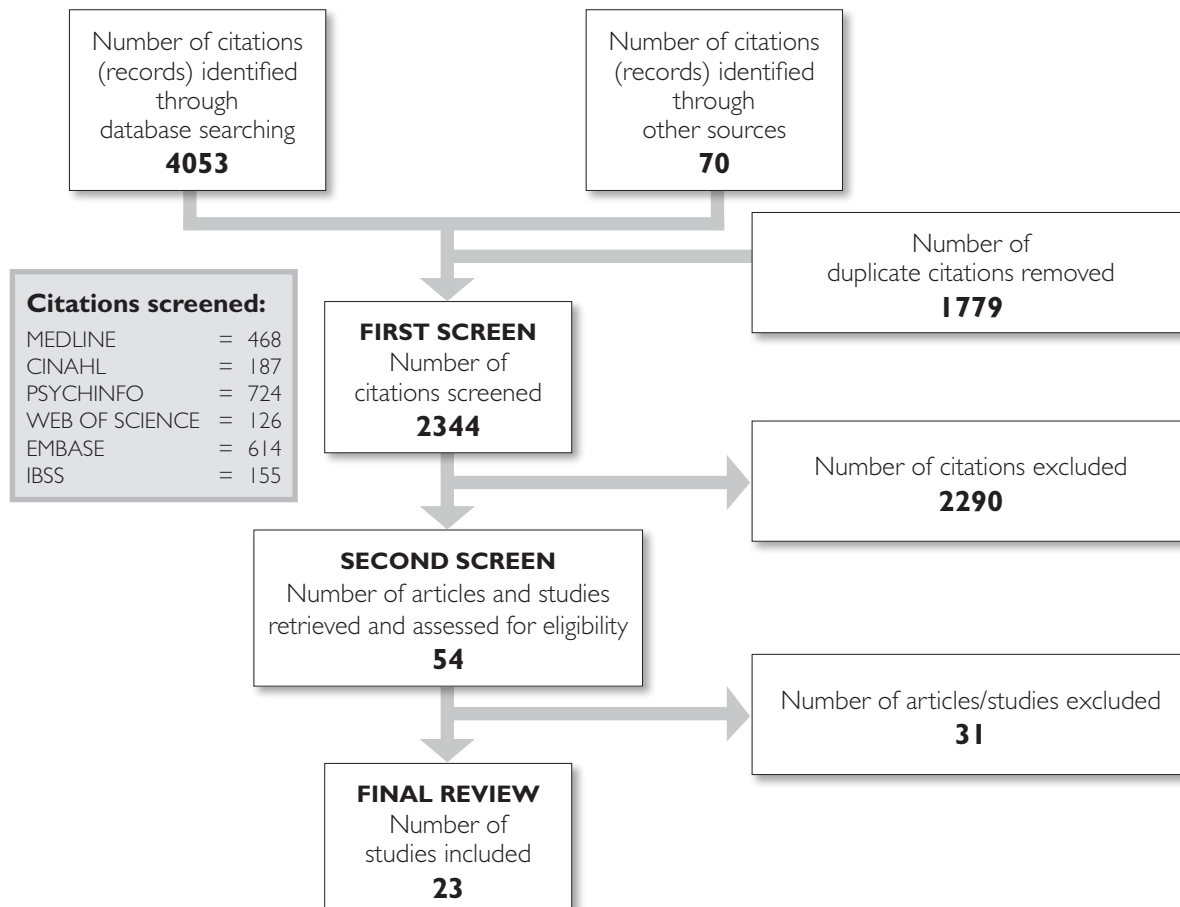 Number of citations
(records) identified
through
database searching
4053
Number of citations
(records) identified
through
other sources
70
Number of
duplicate citations removed
1779
Citations screened:
MEDLINE = 468
CINAHL = 187
PSYCHINFO = 724
WEB OF SCIENCE = 126
EMBASE = 614
IBSS = 155
FIRST SCREEN
Number of
citations screened
2344
Number of citations excluded
2290
SECOND SCREEN
Number of articles and studies
retrieved and assessed for eligibility
54
Number of articles/studies excluded
31
FINAL REVIEW
Number of
studies included
23